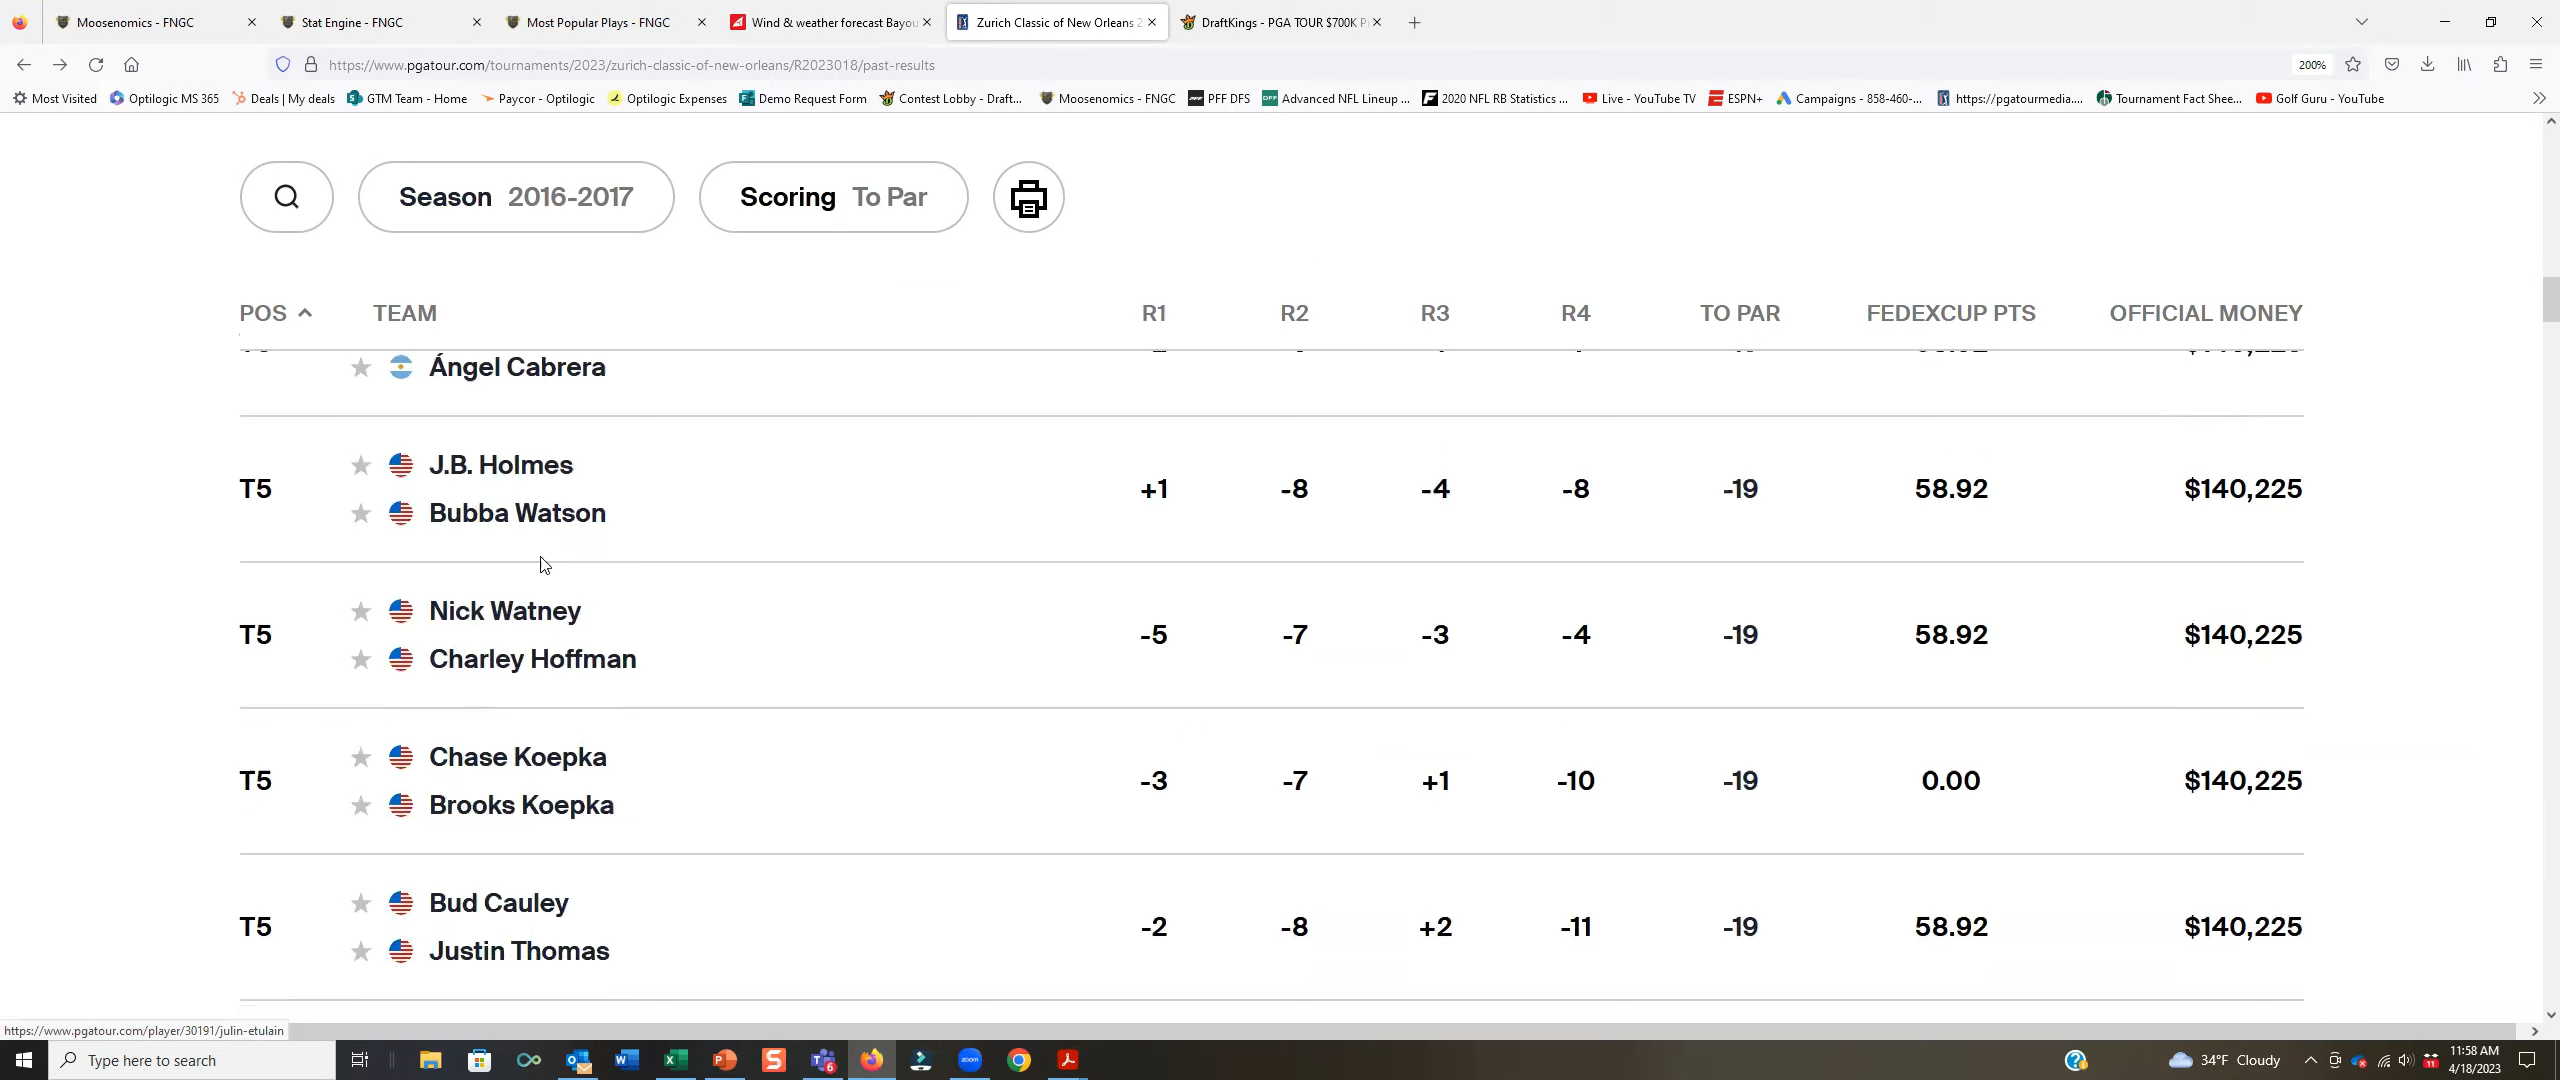 Moosenomics - FNGC
Stat Engine - FNGC
Most Popular Plays - FNGC
Wind & weather forecast Bayou
Zurich Classic of New Orleans 2
DraftKings - PGA TOUR $700K
https://www.pgatour.com/tournaments/2023/zurich-classic-of-new-orleans/R2023018/past-results
200%
Most Visited
Optilogic MS 365
Deals | My deals
GTM Team - Home
Paycor - Optilogic
Optilogic Expenses
Demo Request Form
Contest Lobby - Draft...
Moosenomics - FNGC
PFF DFS
Advanced NFL Lineup ...
2020 NFL RB Statistics ...
Live - YouTube TV
ESPN+
Campaigns - 858-460-...
https://pgatourmedia....
Tournament Fact Shee...
Golf Guru - YouTube
Season 2016-2017
Scoring To Par
POS TEAM R1 R2 R3 R4 TO PAR FEDEXCUP PTS OFFICIAL MONEY
Ángel Cabrera
J.B. Holmes
T5 +1 -8 -4 -8 -19 58.92 $140,225
Bubba Watson
Nick Watney
T5 -5 -7 -3 -4 -19 58.92 $140,225
Charley Hoffman
Chase Koepka
T5 -3 -7 +1 -10 -19 0.00 $140,225
Brooks Koepka
Bud Cauley
T5 -2 -8 +2 -11 -19 58.92 $140,225
Justin Thomas
https://www.pgatour.com/player/30191/julin-etulain
Type here to search
34°F Cloudy
11:58 AM
4/18/2023